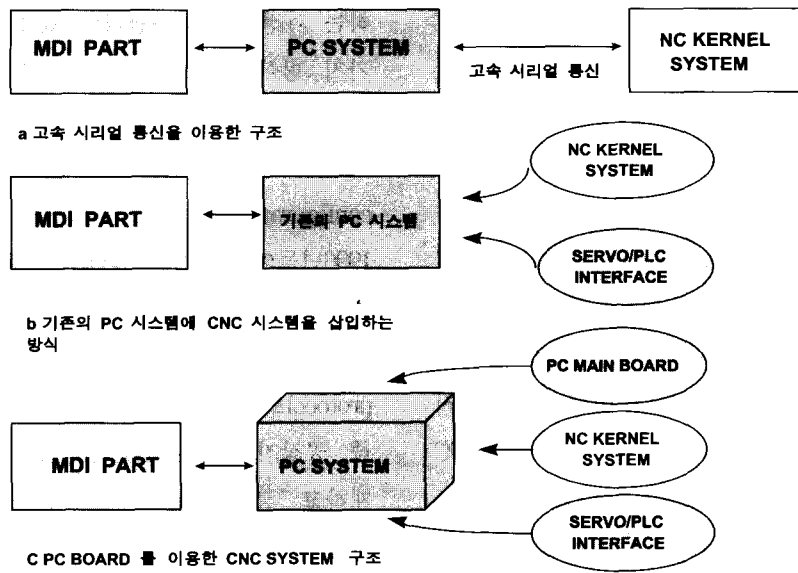 MDI PART
PC SYSTEM
NC KERNEL
SYSTEM
고속 시리얼 통신
a 고속 시리얼 통신을 이용한 구조
NC KERNEL
SYSTEM
MDI PART
기존의 PC 시스템
SERVO/PLC
INTERFACE
b 기존의 PC 시스템에 CNC 시스템을 삽입하는
방식
PC MAIN BOARD
MDI PART
PC SYSTEM
NC KERNEL
SYSTEM
SERVO/PLC
INTERFACE
C PC BOARD 를 이용한 CNC SYSTEM 구조